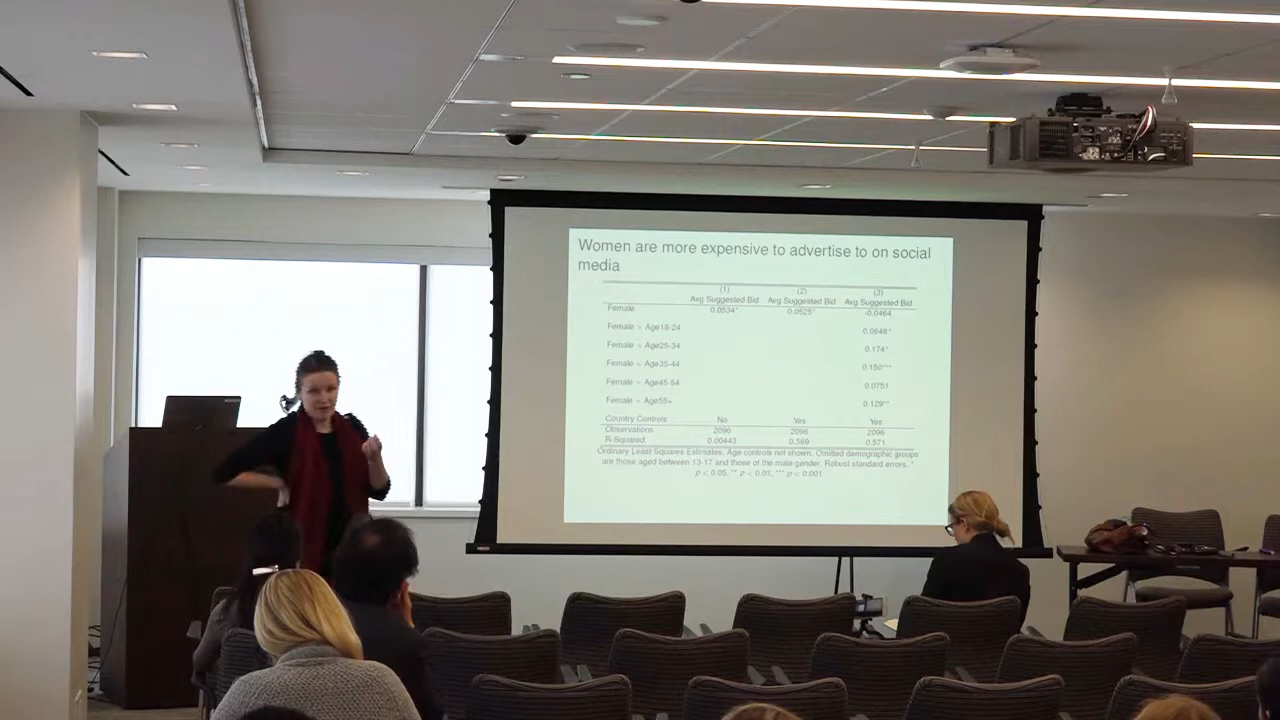 Women are more expensive to advertise to on social
media
(1) (2) (3)
Avg Suggested Bid Avg Suggested Bid Avg Suggested Bid
Female 0.0534* 0.0525* -0.0464
Female × Age18-24 0.0648*
Female × Age25-34 0.174*
Female × Age35-44 0.150***
Female × Age45-54 0.0751
Female × Age55+ 0.129**
Country Controls No Yes Yes
Observations 2096 2096 2096
R-Squared 0.00443 0.569 0.571
Ordinary Least Squares Estimates. Age controls not shown. Omitted demographic groups
are those aged between 13-17 and those of the male gender. Robust standard errors. *
p < 0.05, ** p < 0.01, *** p < 0.001